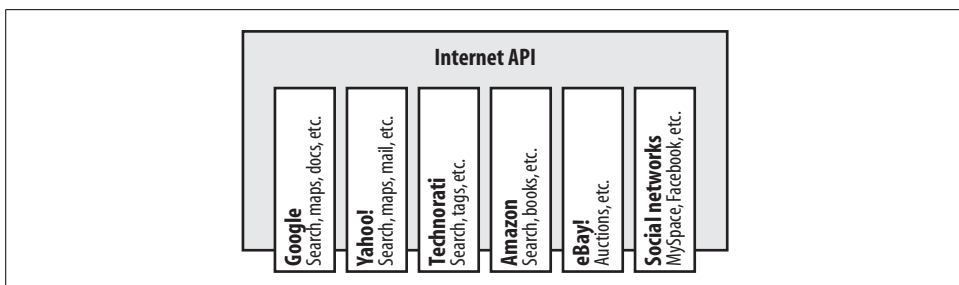 Internet API
Google
Search, maps, docs, etc.
Yahoo!
Search, maps, mail, etc.
Technorati
Search, tags, etc.
Amazon
Search, books, etc.
eBay!
Auctions, etc.
Social networks
MySpace, Facebook, etc.